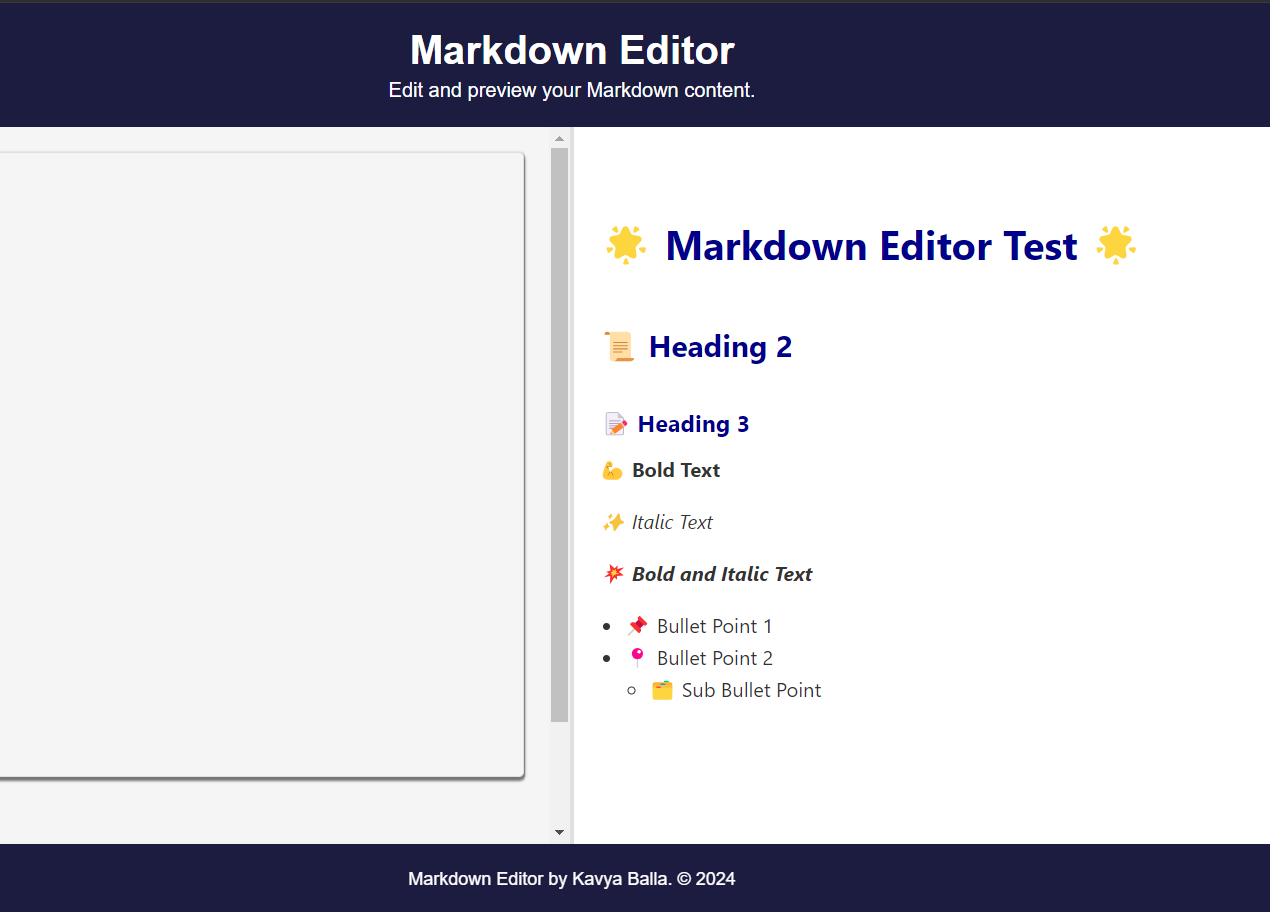 Markdown Editor
Edit and preview your Markdown content.
🌟 Markdown Editor Test 🌟
📜 Heading 2
📝 Heading 3
💪 Bold Text
✨ Italic Text
💥 Bold and Italic Text
• 📌 Bullet Point 1
• 📍 Bullet Point 2
◦ 🗂️ Sub Bullet Point
Markdown Editor by Kavya Balla. © 2024